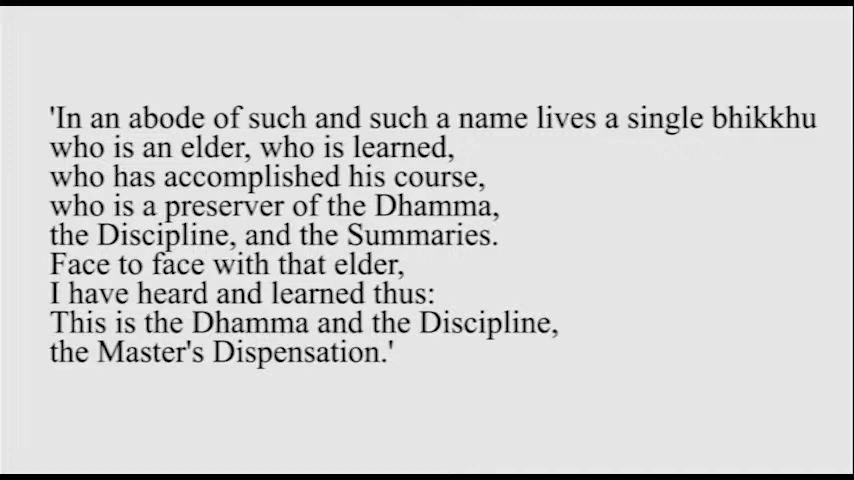 'In an abode of such and such a name lives a single bhikkhu
who is an elder, who is learned,
who has accomplished his course,
who is a preserver of the Dhamma,
the Discipline, and the Summaries.
Face to face with that elder,
I have heard and learned thus:
This is the Dhamma and the Discipline,
the Master's Dispensation.'